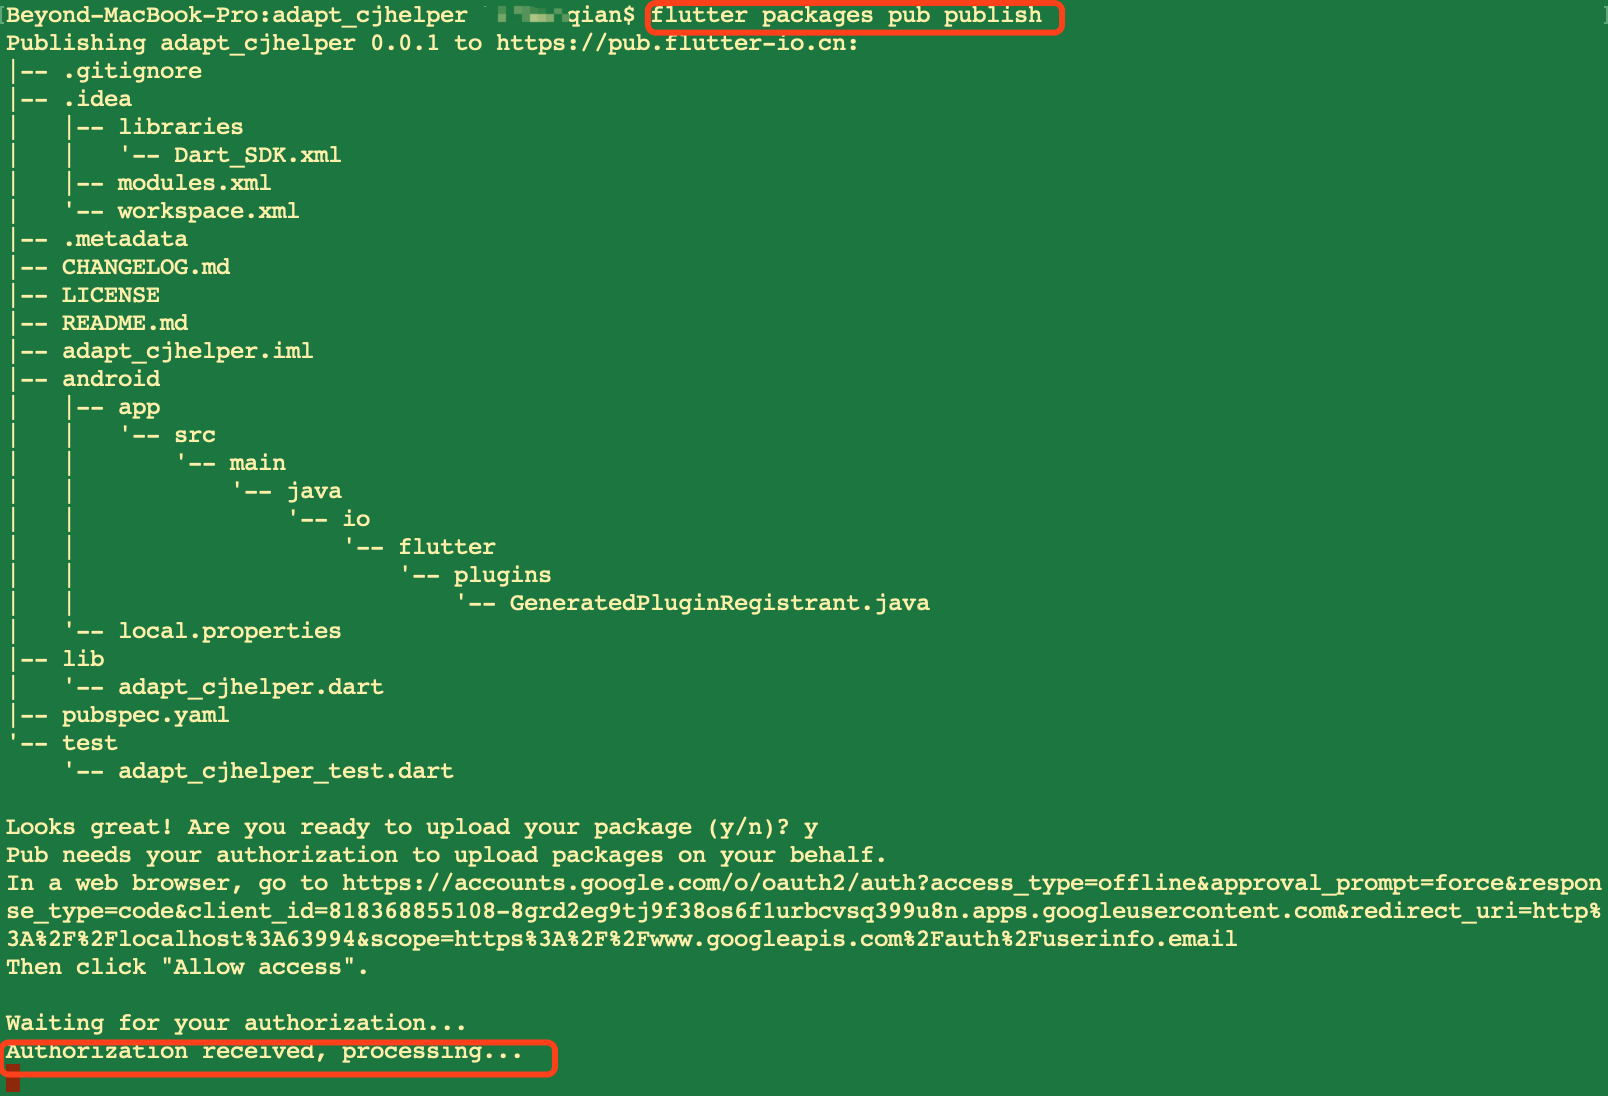 Beyond-MacBook-Pro:adapt_cjhelper qian$ flutter packages pub publish
Publishing adapt_cjhelper 0.0.1 to https://pub.flutter-io.cn:
|-- .gitignore
|-- .idea
|   |-- libraries
|   |   '-- Dart_SDK.xml
|   |-- modules.xml
|   '-- workspace.xml
|-- .metadata
|-- CHANGELOG.md
|-- LICENSE
|-- README.md
|-- adapt_cjhelper.iml
|-- android
|   |-- app
|   |   '-- src
|   |       '-- main
|   |           '-- java
|   |               '-- io
|   |                   '-- flutter
|   |                       '-- plugins
|   |                           '-- GeneratedPluginRegistrant.java
|   '-- local.properties
|-- lib
|   '-- adapt_cjhelper.dart
|-- pubspec.yaml
'-- test
    '-- adapt_cjhelper_test.dart
Looks great! Are you ready to upload your package (y/n)? y
Pub needs your authorization to upload packages on your behalf.
In a web browser, go to https://accounts.google.com/o/oauth2/auth?access_type=offline&approval_prompt=force&respon
se_type=code&client_id=818368855108-8grd2eg9tj9f38os6f1urbcvsq399u8n.apps.googleusercontent.com&redirect_uri=http%
3A%2F%2Flocalhost%3A63994&scope=https%3A%2F%2Fwww.googleapis.com%2Fauth%2Fuserinfo.email
Then click "Allow access".
Waiting for your authorization...
Authorization received, processing...